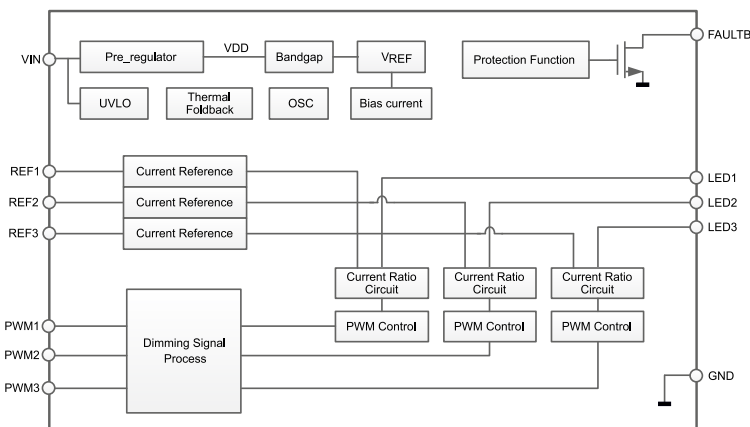 VIN
Pre_regulator
VDD
Bandgap
VREF
Protection Function
FAULTB
UVLO
Thermal
Foldback
OSC
Bias current
REF1
Current Reference
LED1
REF2
Current Reference
LED2
REF3
Current Reference
LED3
Current Ratio
Circuit
Current Ratio
Circuit
Current Ratio
Circuit
PWM1
Dimming Signal
Process
PWM Control
PWM Control
PWM Control
PWM2
PWM3
GND